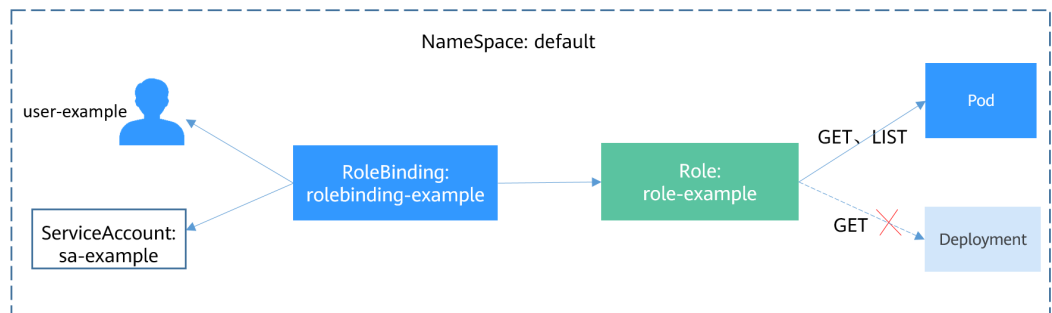 NameSpace: default
user-example
ServiceAccount:
sa-example
RoleBinding:
rolebinding-example
Role:
role-example
GET、LIST
GET
Pod
Deployment